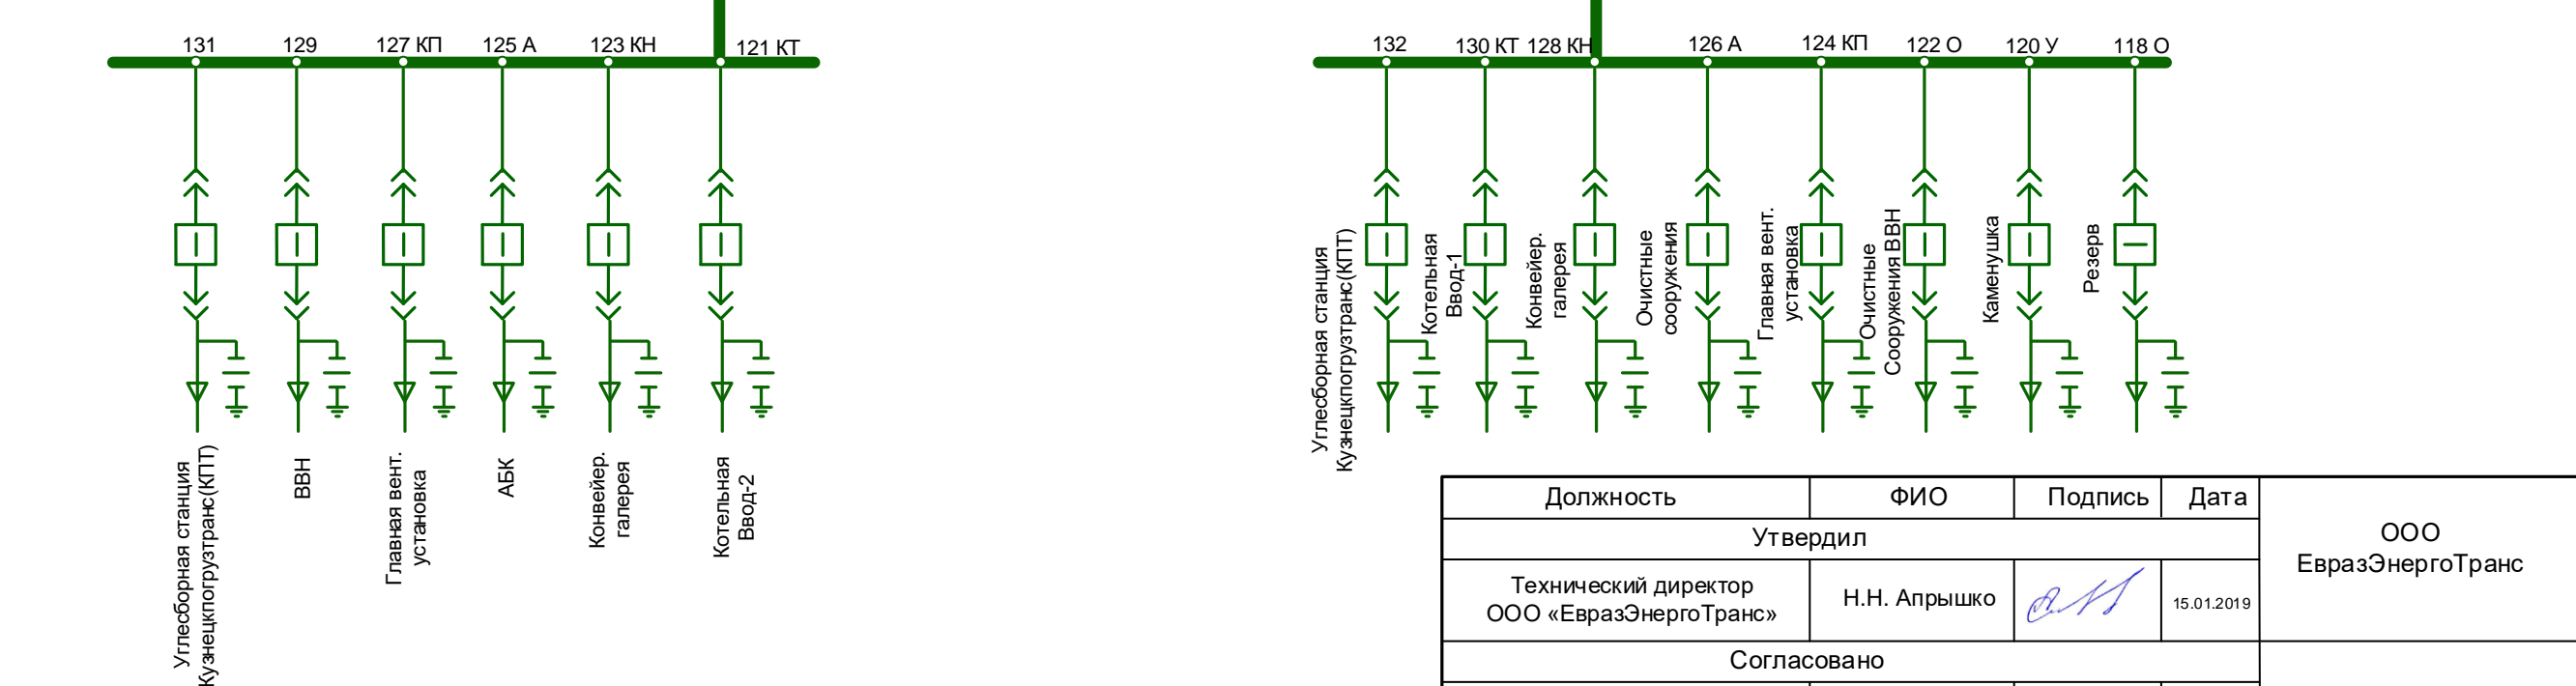 131
129
127 КП
125 А
123 КН
121 КТ
132
130 КТ
128 КН
126 А
124 КП
122 О
120 У
118 О
Углесборная станция
Кузнецкпогрузтранс(КПТ)
ВВН
Главная вент.
установка
АБК
Конвейер.
галерея
Котельная
Ввод-2
Углесборная станция
Кузнецкпогрузтранс(КПТ)
Котельная
Ввод-1
Конвейер.
галерея
Очистные
сооружения
Главная вент.
установка
Очистные
Сооружения ВВН
Каменушка
Резерв
Должность
ФИО
Подпись
Дата
Утвердил
Технический директор
ООО «ЕвразЭнергоТранс»
Н.Н. Апрышко
15.01.2019
Согласовано
ООО
ЕвразЭнергоТранс